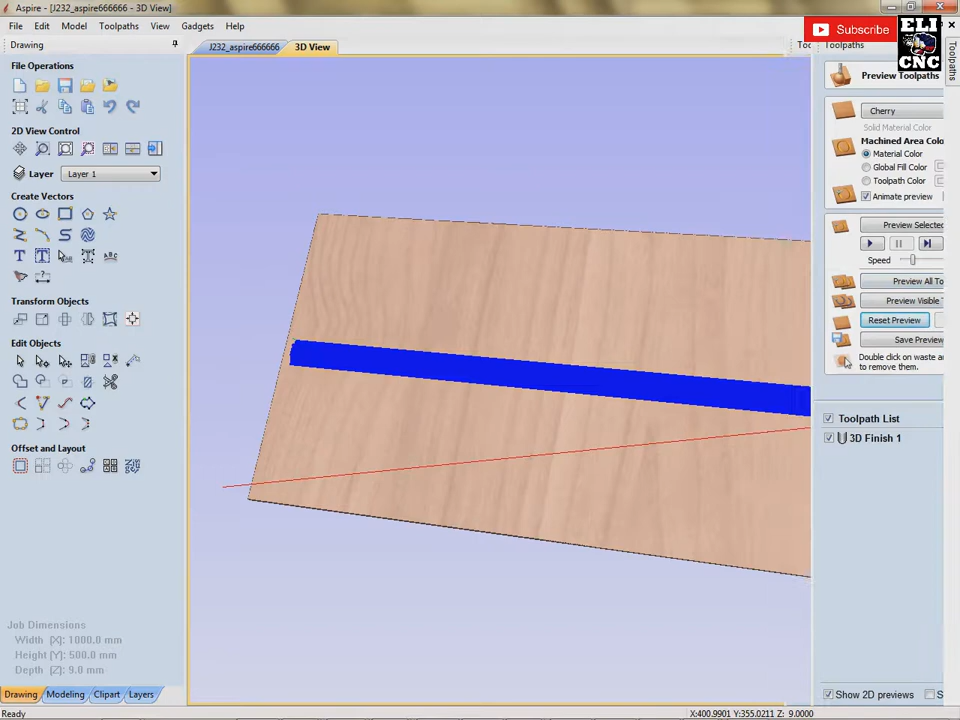 Aspire - [J232_aspire666666 - 3D View]
File Edit Model Toolpaths View Gadgets Help
Subscribe
ELI
CNC
Drawing
J232_aspire666666 3D View
Toolpaths
File Operations
2D View Control
Layer Layer 1
Create Vectors
Transform Objects
Edit Objects
Offset and Layout
Job Dimensions
Width [X]: 1000.0 mm
Height [Y]: 500.0 mm
Depth [Z]: 9.0 mm
Drawing Modeling Clipart Layers
Ready
X:400.9901 Y:355.0211 Z: 9.0000
Preview Toolpaths
Cherry
Solid Material Color
Machined Area Colo
Material Color
Global Fill Color
Toolpath Color
Animate preview
Preview Selecte
Speed
Preview All To
Preview Visible T
Reset Preview
Save Preview
Double click on waste a
to remove them.
Toolpath List
3D Finish 1
Show 2D previews S
Toolpaths